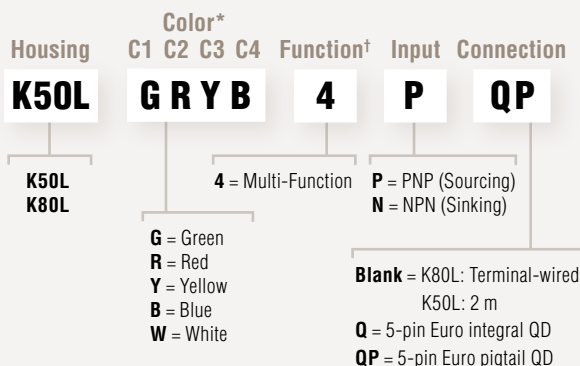 Color*
Housing C1 C2 C3 C4 Function† Input Connection
K50L G R Y B 4 P QP
K50L
K80L
4 = Multi-Function
P = PNP (Sourcing)
N = NPN (Sinking)
G = Green
R = Red
Y = Yellow
B = Blue
W = White
Blank = K80L: Terminal-wired
K50L: 2 m
Q = 5-pin Euro integral QD
QP = 5-pin Euro pigtail QD